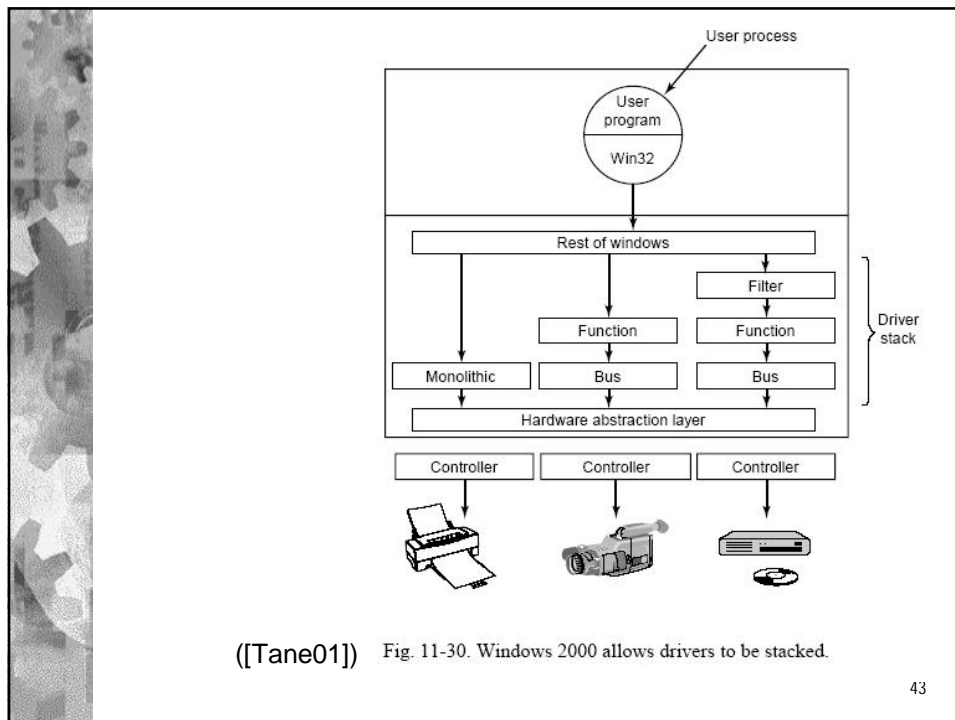 User process
User
program
Win32
Rest of windows
Filter
Function
Function
Driver
stack
Monolithic
Bus
Bus
Hardware abstraction layer
Controller
Controller
Controller
([Tane01]) Fig. 11-30. Windows 2000 allows drivers to be stacked.
43